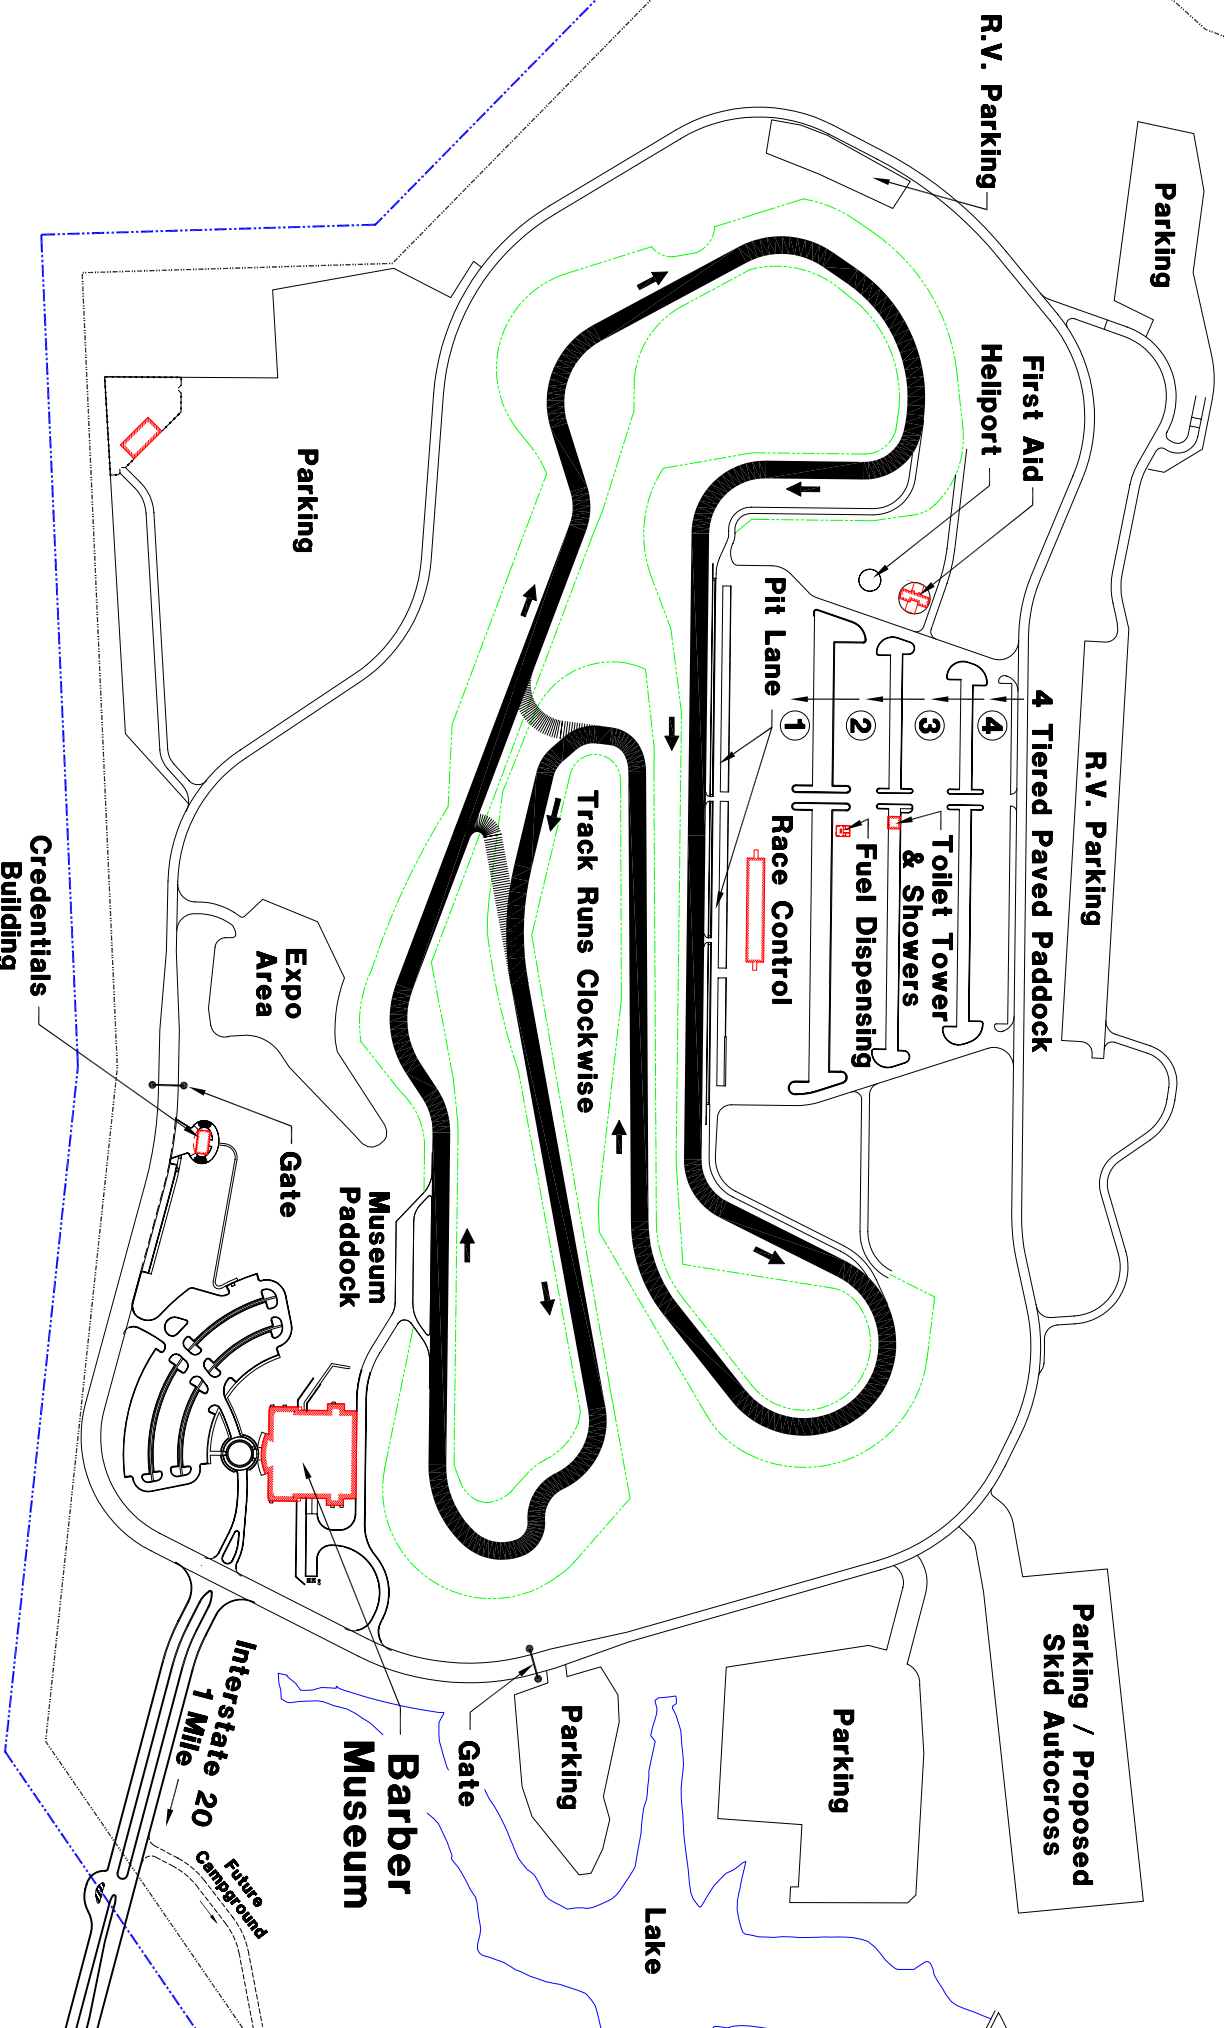 R.V. Parking
Parking
First Aid
Heliport
Parking
Pit Lane
4 Tiered Paved Paddock
1
2
3
4
R.V. Parking
Race Control
Fuel Dispensing
Toilet Tower
& Showers
Track Runs Clockwise
Credentials
Building
Expo
Area
Gate
Museum
Paddock
Parking / Proposed
Skid Autocross
Parking
Parking
Gate
Barber
Museum
Interstate 20
1 Mile
Future
Campground
Lake